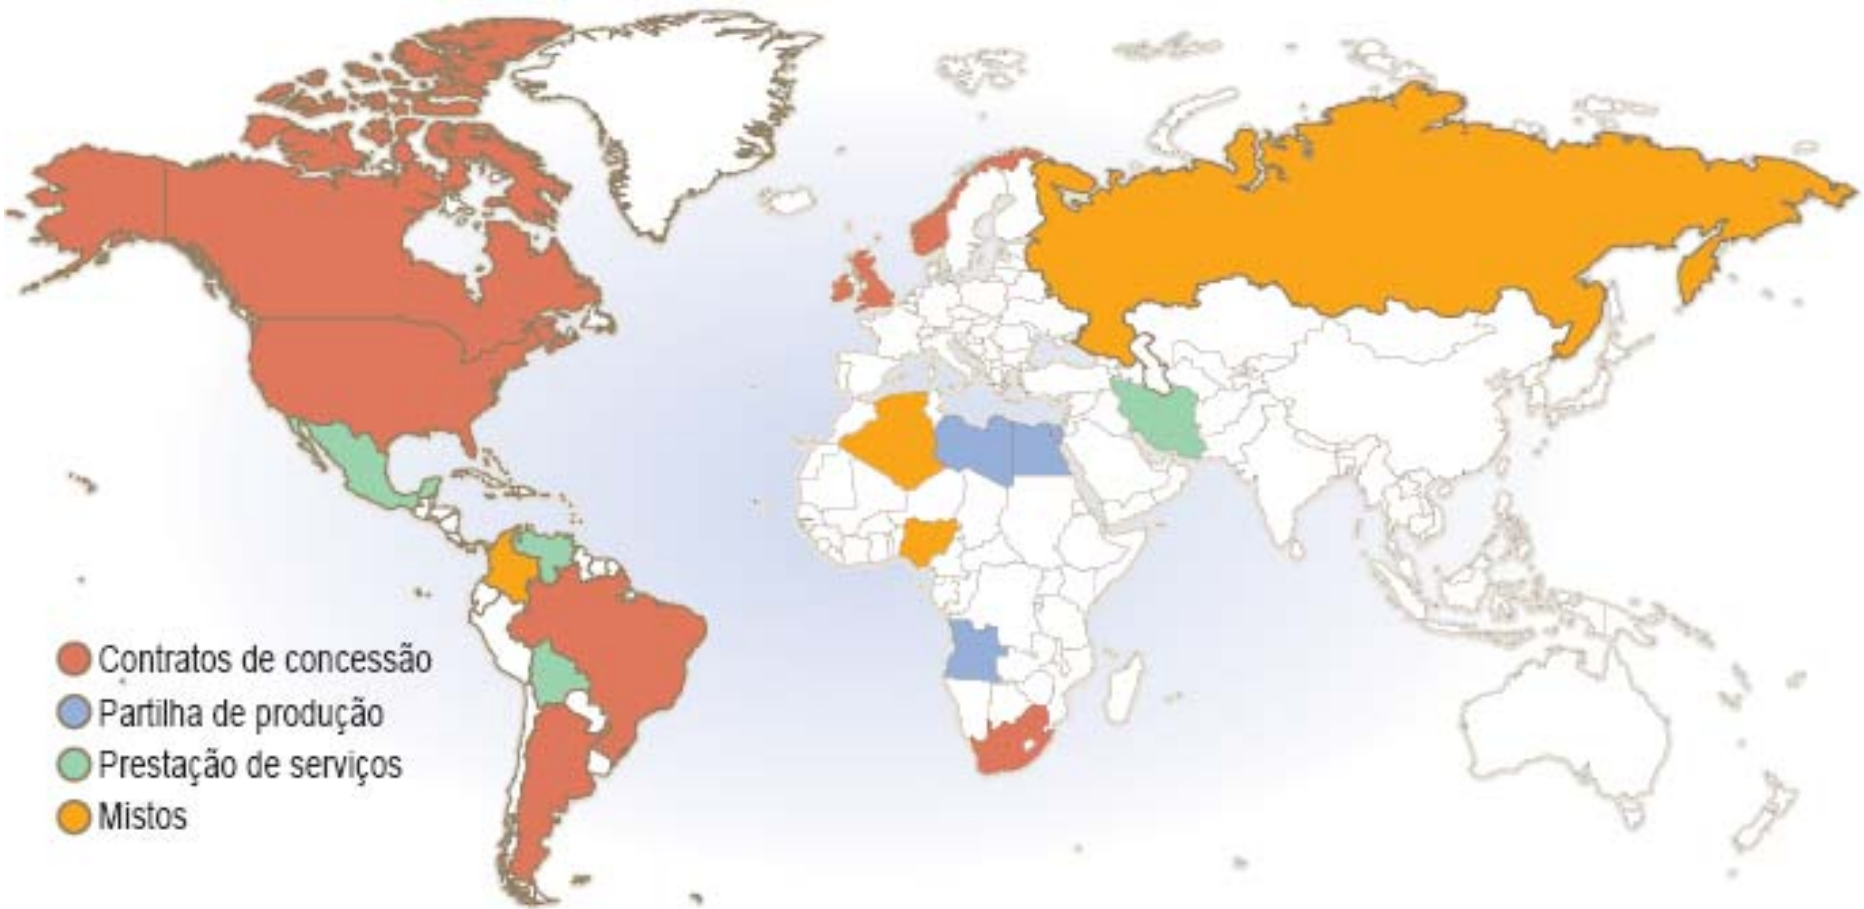 Contratos de concessão
Partilha de produção
Prestação de serviços
Mistos